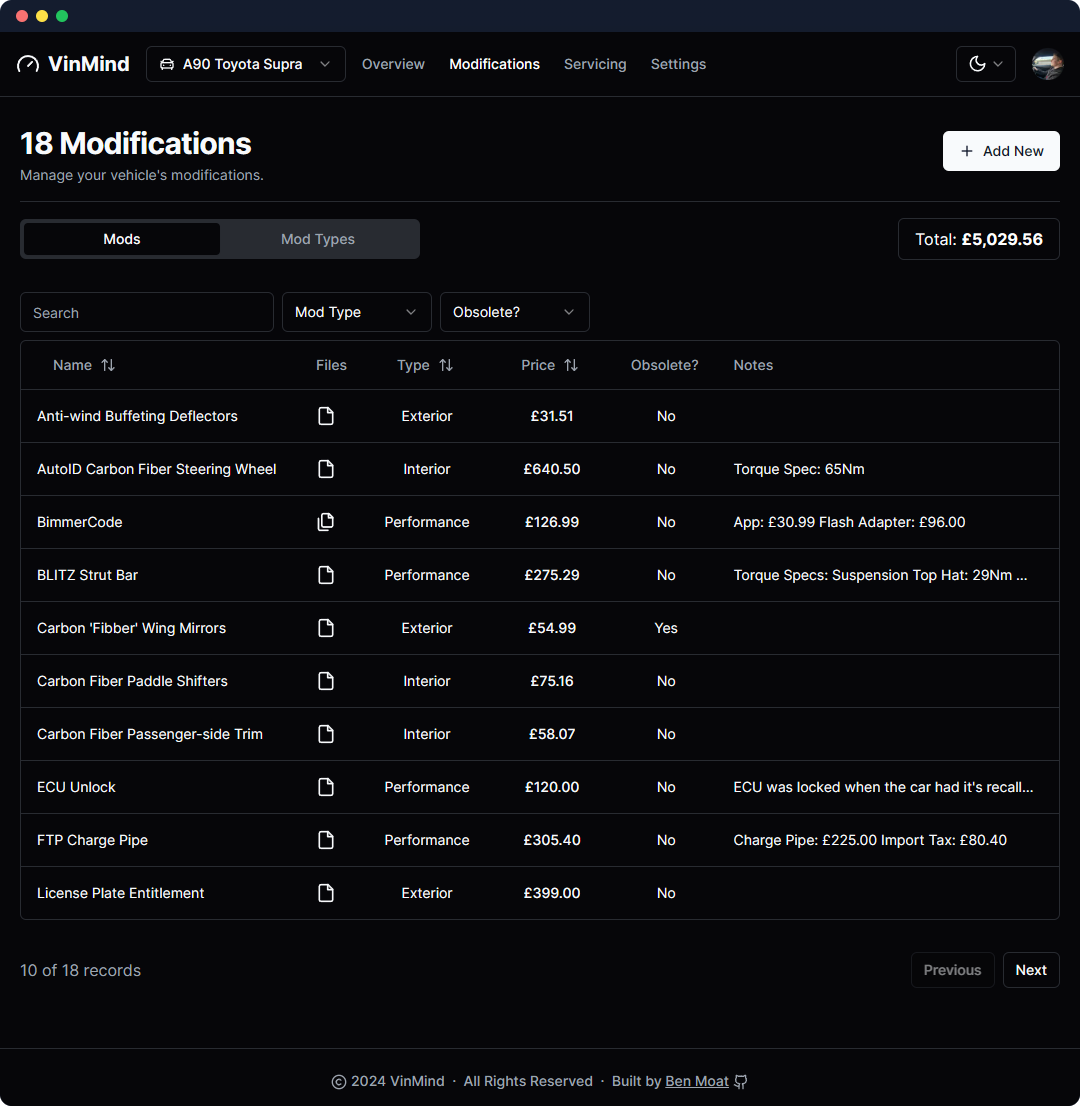 VinMind A90 Toyota Supra Overview Modifications Servicing Settings
18 Modifications
Add New
Manage your vehicle's modifications.
Mods Mod Types Total: £5,029.56
Search Mod Type Obsolete?
Name Files Type Price Obsolete? Notes
Anti-wind Buffeting Deflectors Exterior £31.51 No
AutoID Carbon Fiber Steering Wheel Interior £640.50 No Torque Spec: 65Nm
BimmerCode Performance £126.99 No App: £30.99 Flash Adapter: £96.00
BLITZ Strut Bar Performance £275.29 No Torque Specs: Suspension Top Hat: 29Nm ...
Carbon 'Fibber' Wing Mirrors Exterior £54.99 Yes
Carbon Fiber Paddle Shifters Interior £75.16 No
Carbon Fiber Passenger-side Trim Interior £58.07 No
ECU Unlock Performance £120.00 No ECU was locked when the car had it's recall...
FTP Charge Pipe Performance £305.40 No Charge Pipe: £225.00 Import Tax: £80.40
License Plate Entitlement Exterior £399.00 No
10 of 18 records Previous Next
© 2024 VinMind · All Rights Reserved · Built by Ben Moat